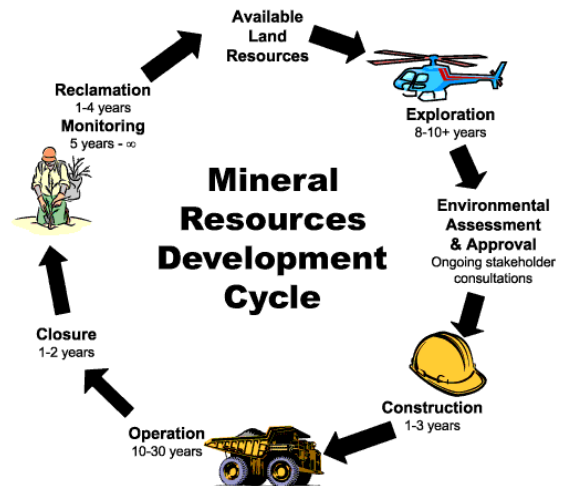 Available
Land
Resources
Exploration
8-10+ years
Environmental
Assessment
& Approval
Ongoing stakeholder
consultations
Construction
1-3 years
Operation
10-30 years
Closure
1-2 years
Reclamation
1-4 years
Monitoring
5 years - ∞
Mineral
Resources
Development
Cycle